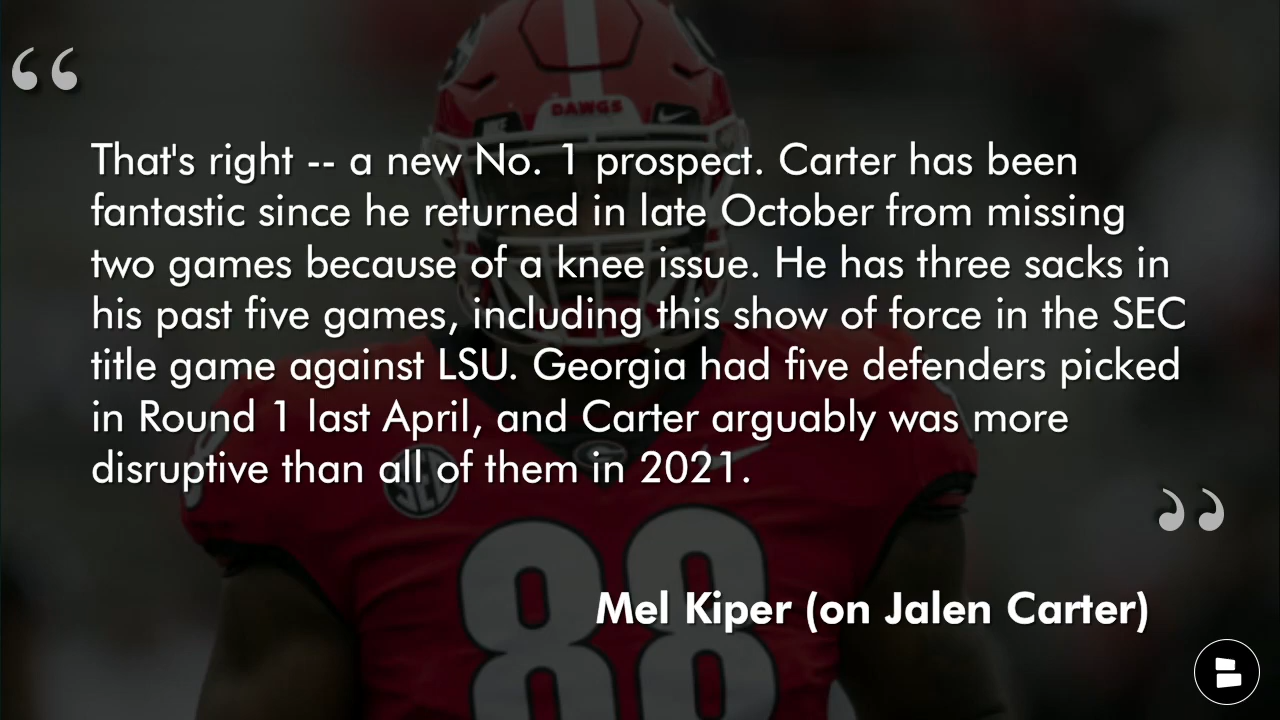 DAWGS
That's right -- a new No. 1 prospect. Carter has been
fantastic since he returned in late October from missing
two games because of a knee issue. He has three sacks in
his past five games, including this show of force in the SEC
title game against LSU. Georgia had five defenders picked
in Round 1 last April, and Carter arguably was more
disruptive than all of them in 2021.
SEC
88
Mel Kiper (on Jalen Carter)